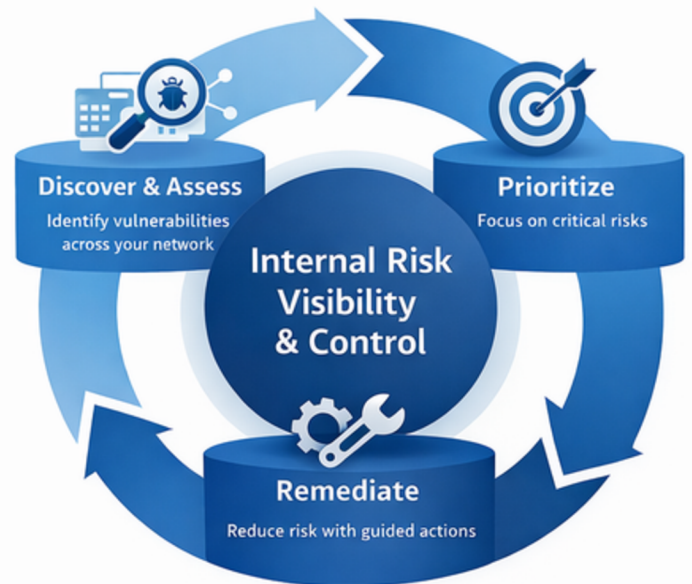 Discover & Assess
Identify vulnerabilities
across your network
Prioritize
Focus on critical risks
Internal Risk
Visibility
& Control
Remediate
Reduce risk with guided actions